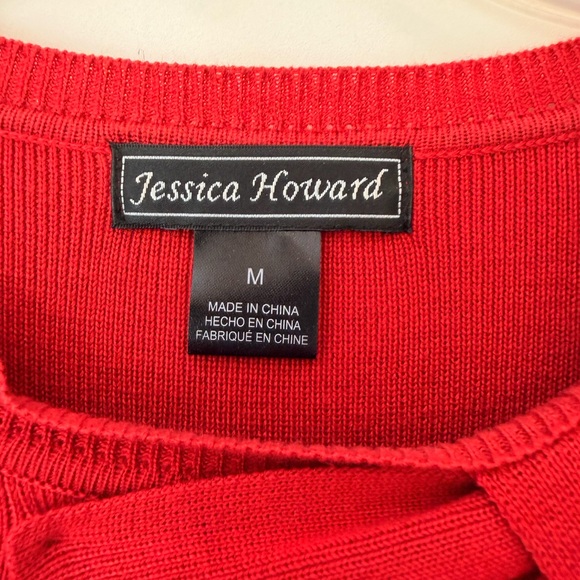 Jessica Howard
M
MADE IN CHINA
HECHO EN CHINA
FABRIQUÉ EN CHINE